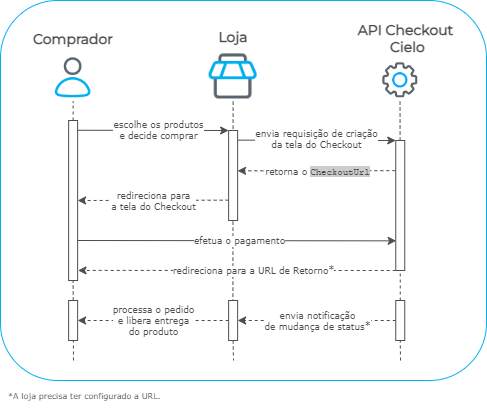 Comprador
Loja
API Checkout
Cielo
escolhe os produtos
e decide comprar
envia requisição de criação
da tela do Checkout
retorna o CheckoutUrl
redireciona para
a tela do Checkout
efetua o pagamento
redireciona para a URL de Retorno*
processa o pedido
e libera entrega
do produto
envia notificação
de mudança de status*
*A loja precisa ter configurado a URL.